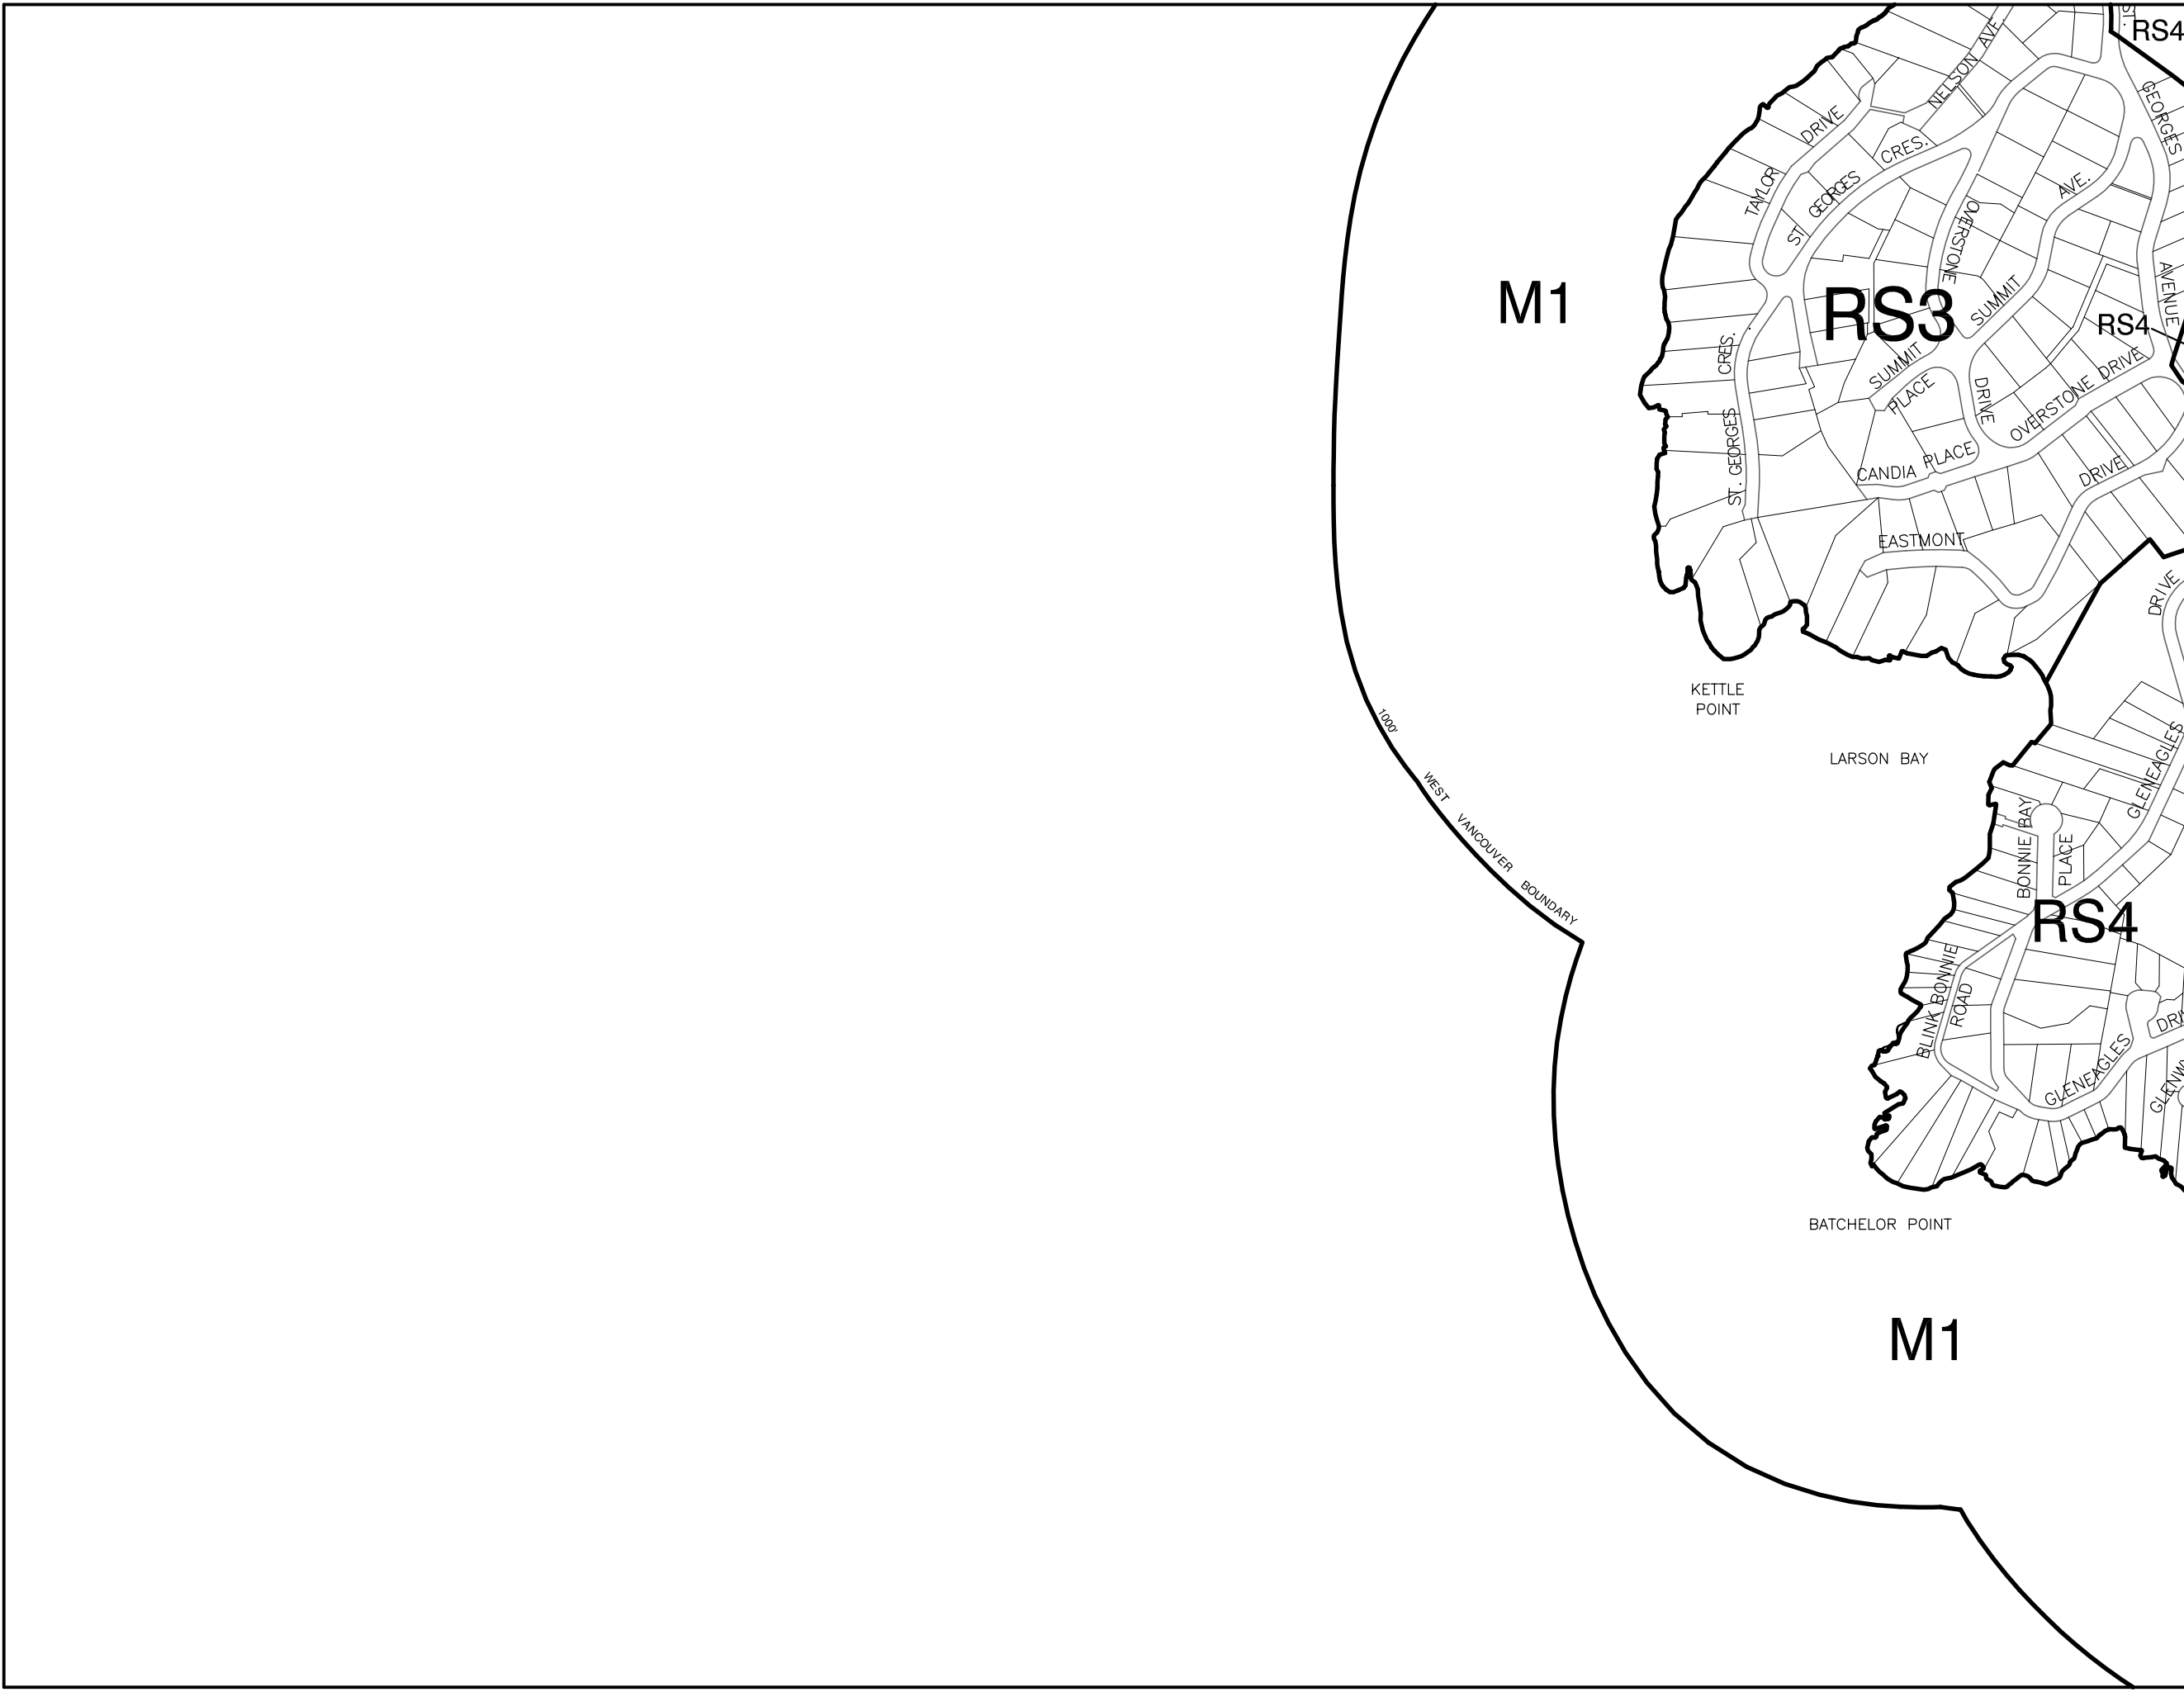 ST.
RS4
NELSON AVE.
GEORGES
DRIVE
CRES.
TAYLOR
ST. GEORGES
AVE.
OVERSTONE
M1
RS3
SUMMIT
AVENUE
RS4
CRES.
SUMMIT
PLACE
DRIVE
OVERSTONE DRIVE
ST. GEORGES
CANDIA PLACE
DRIVE
EASTMONT
DRIVE
KETTLE
POINT
1000'
WEST VANCOUVER BOUNDARY
LARSON BAY
GLENEAGLES
BONNIE BAY
PLACE
RS4
BLINK BONNIE
ROAD
GLENEAGLES
BATCHELOR POINT
M1